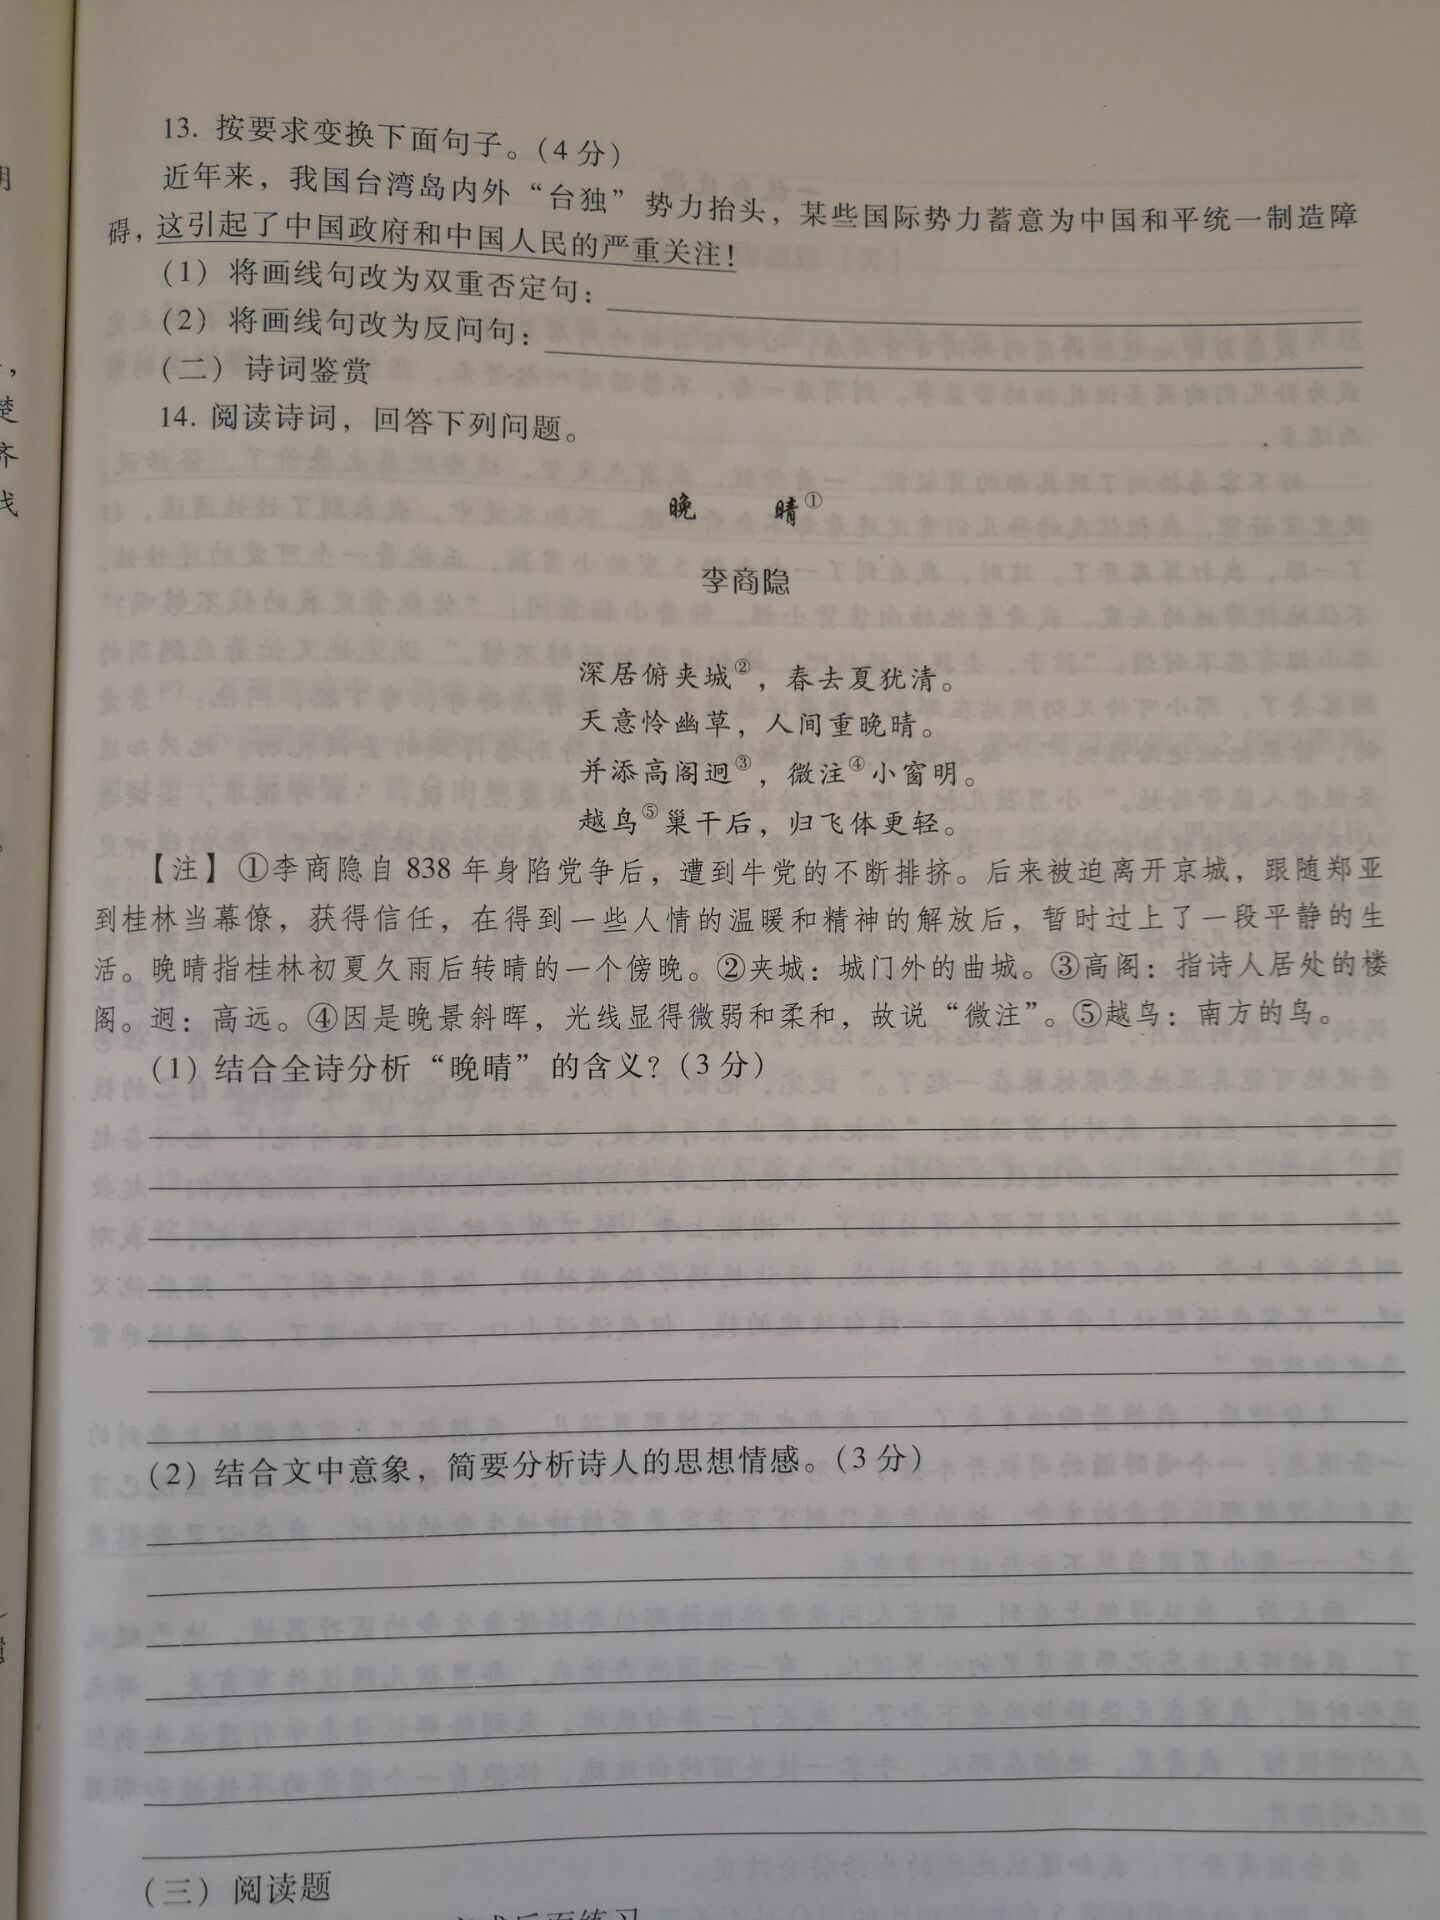 13. 按要求变换下面句子。(4 分)
近年来，我国台湾岛内外“台独”势力抬头，某些国际势力蓄意为中国和平统一制造障
碍，这引起了中国政府和中国人民的严重关注！
(1) 将画线句改为双重否定句：
(2) 将画线句改为反问句：
(二) 诗词鉴赏
14. 阅读诗词，回答下列问题。
晚 晴①
李商隐
深居俯夹城②，春去夏犹清。
天意怜幽草，人间重晚晴。
并添高阁迥③，微注④小窗明。
越鸟⑤巢干后，归飞体更轻。
【注】①李商隐自 838 年身陷党争后，遭到牛党的不断排挤。后来被迫离开京城，跟随郑亚
到桂林当幕僚，获得信任，在得到一些人情的温暖和精神的解放后，暂时过上了一段平静的生
活。晚晴指桂林初夏久雨后转晴的一个傍晚。②夹城：城门外的曲城。③高阁：指诗人居处的楼
阁。迥：高远。④因是晚景斜晖，光线显得微弱和柔和，故说“微注”。⑤越鸟：南方的鸟。
(1) 结合全诗分析“晚晴”的含义？(3 分)
(2) 结合文中意象，简要分析诗人的思想情感。(3 分)
(三) 阅读题